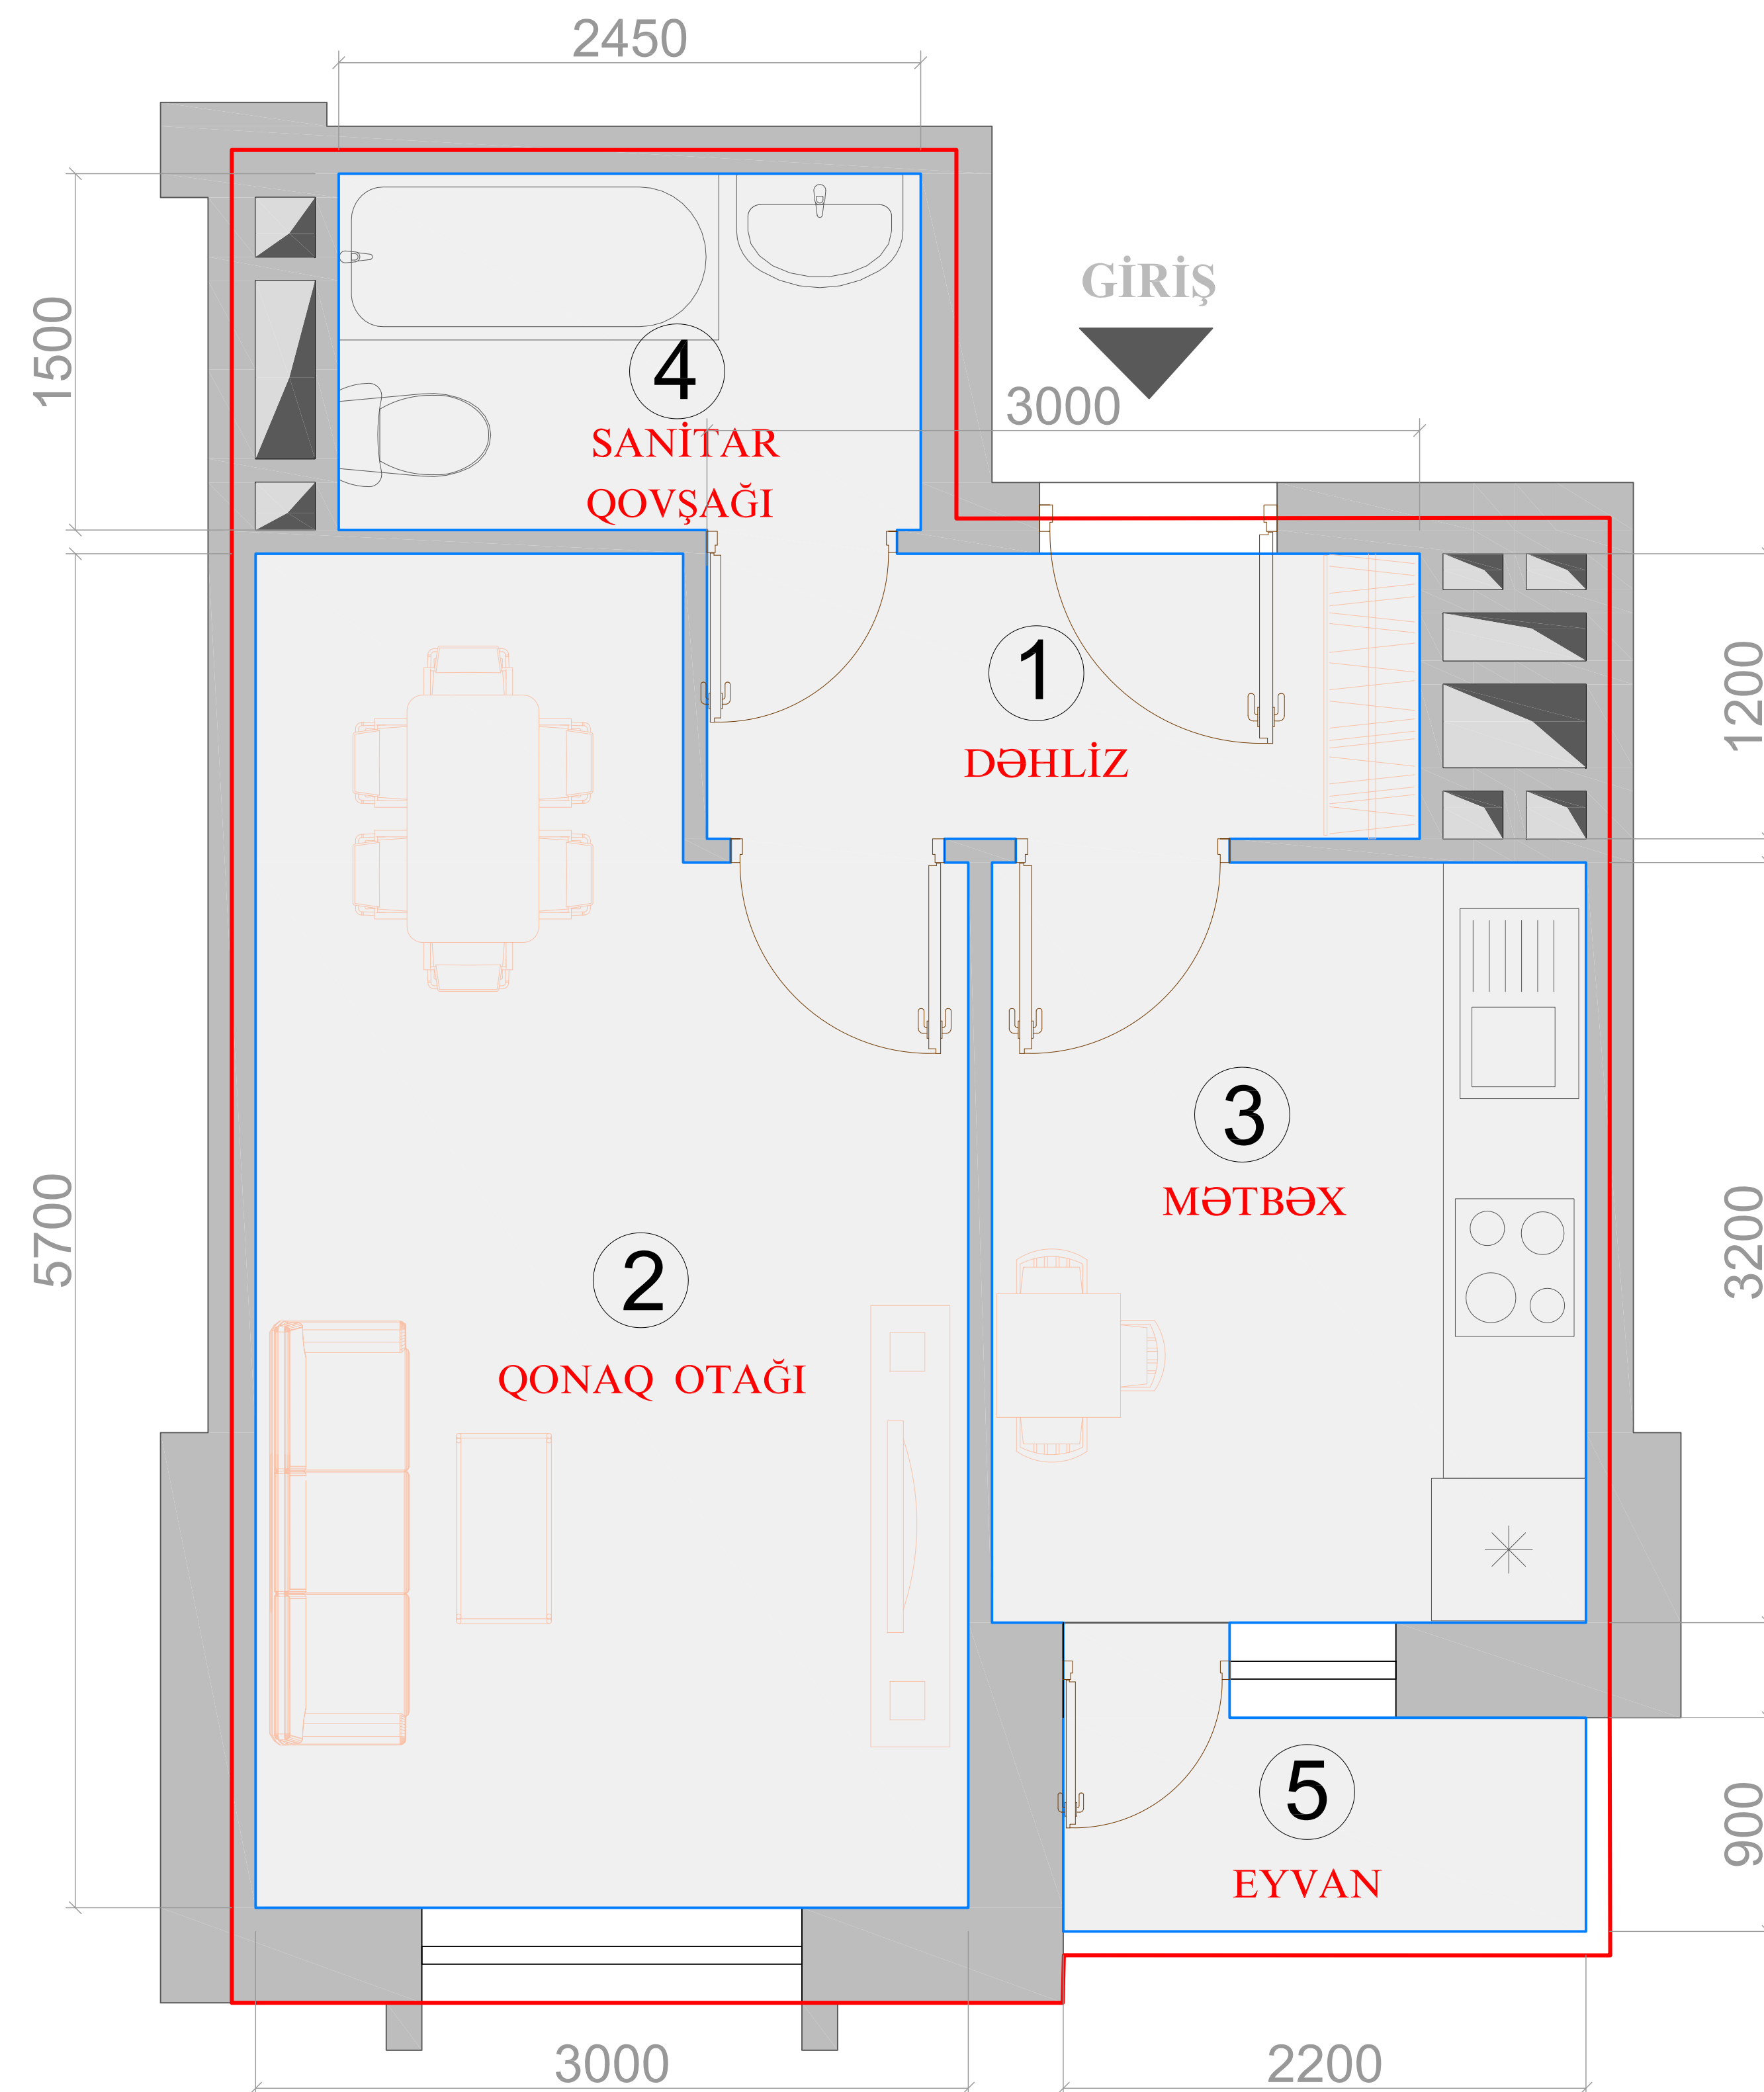 2450
GİRİŞ
1500
4
3000
SANİTAR
QOVŞAĞI
1
1200
DƏHLİZ
3
MƏTBƏX
5700
3200
2
QONAQ OTAĞI
5
900
EYVAN
3000
2200